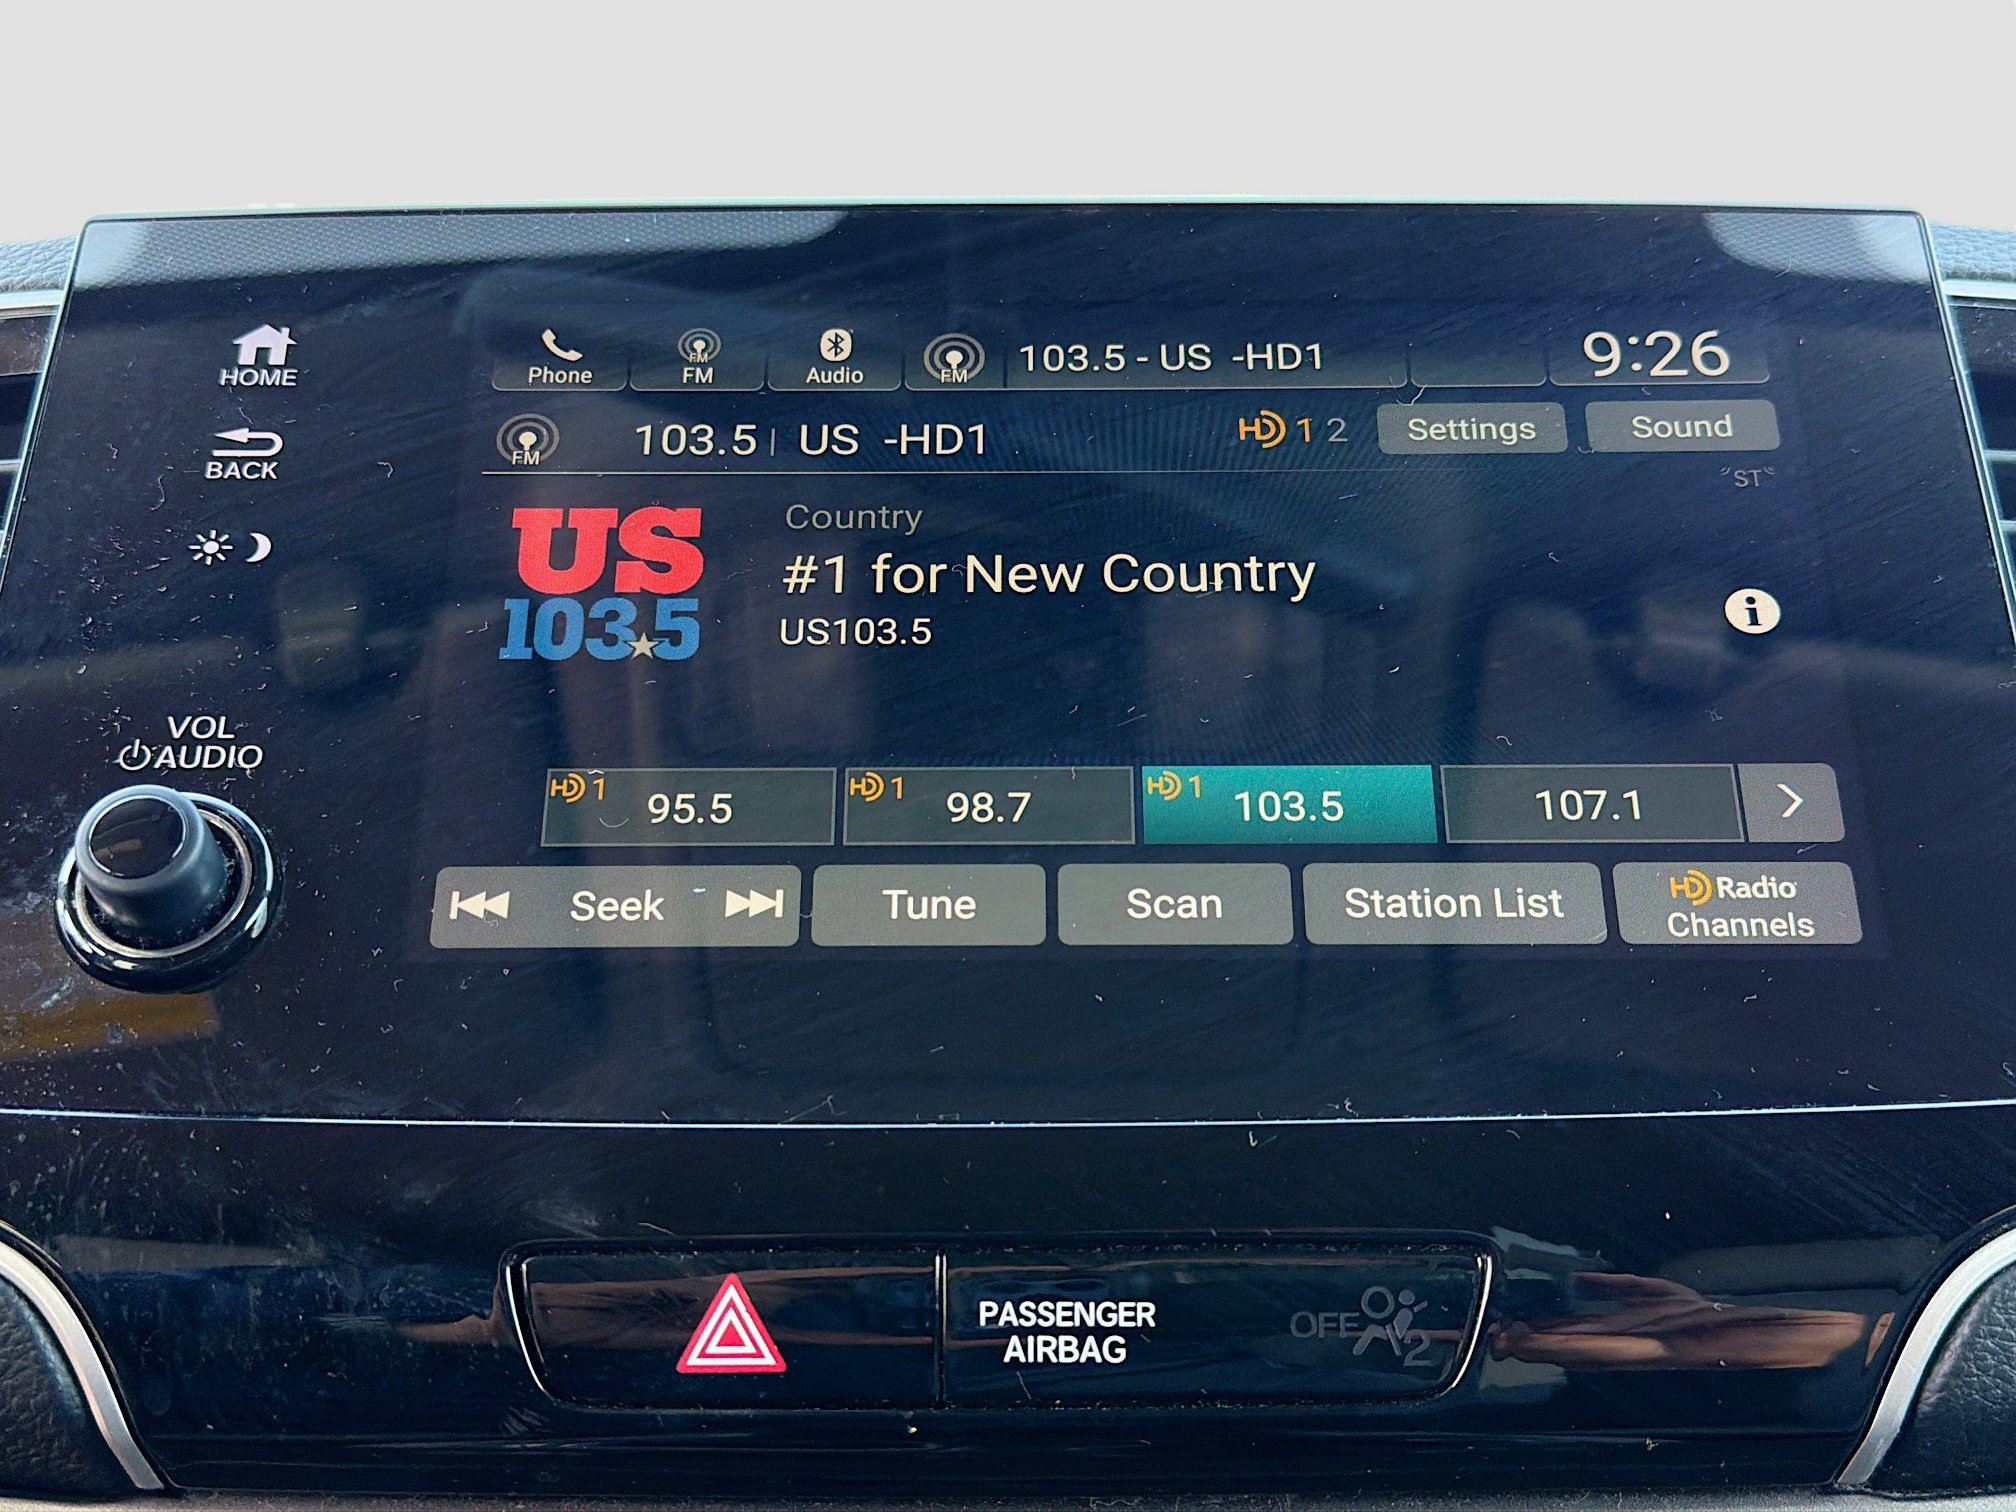 HOME
BACK
VOL
AUDIO
Phone
FM
FM
Audio
FM
103.5 - US -HD1
9:26
FM
103.5 | US -HD1
HD 1 2
Settings
Sound
"ST"
US
103.5
Country
#1 for New Country
US103.5
i
HD 1 95.5
HD 1 98.7
HD 1 103.5
107.1
Seek
Tune
Scan
Station List
HD Radio
Channels
PASSENGER
AIRBAG
OFF
2